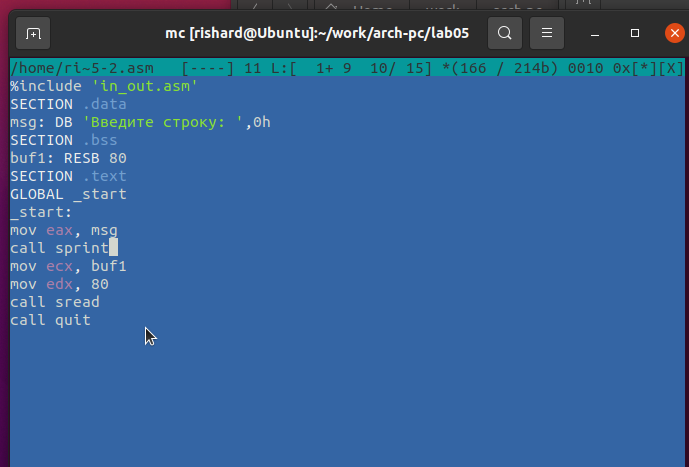 mc [rishard@Ubuntu]:~/work/arch-pc/lab05
/home/ri~5-2.asm [----] 11 L:[ 1+ 9 10/ 15] *(166 / 214b) 0010 0x[*][X]
%include 'in_out.asm'
SECTION .data
msg: DB 'Введите строку: ',0h
SECTION .bss
buf1: RESB 80
SECTION .text
GLOBAL _start
_start:
mov eax, msg
call sprint
mov ecx, buf1
mov edx, 80
call sread
call quit